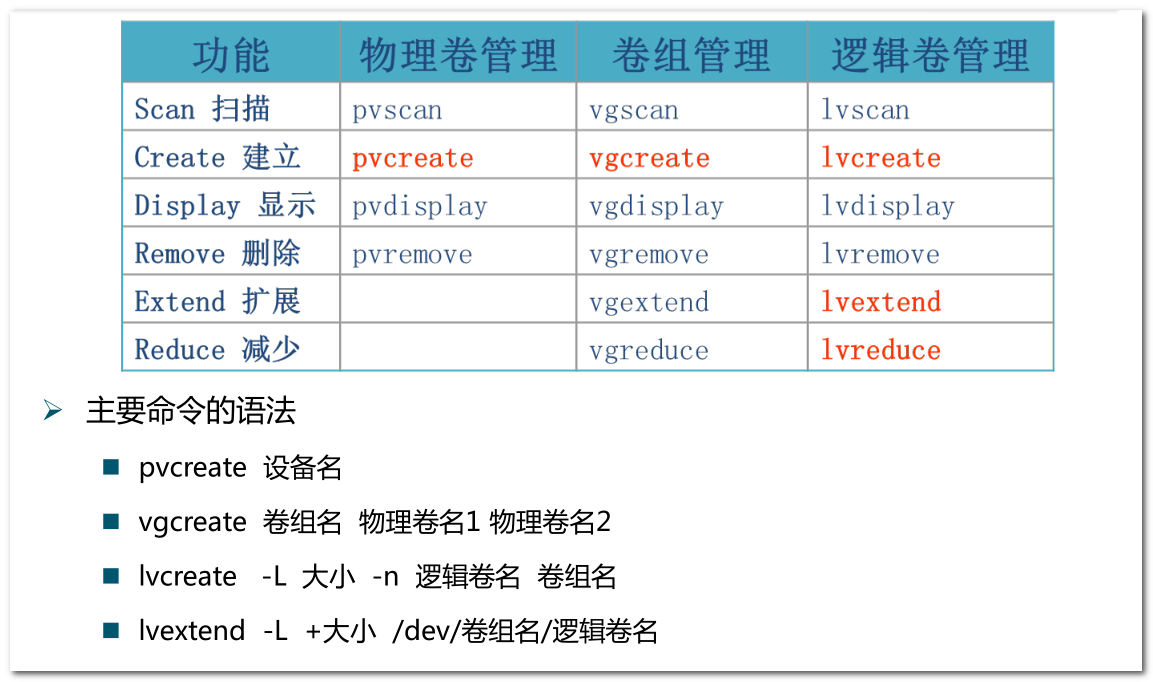 功能 物理卷管理 卷组管理 逻辑卷管理
Scan 扫描 pvscan vgscan lvscan
Create 建立 pvcreate vgcreate lvcreate
Display 显示 pvdisplay vgdisplay lvdisplay
Remove 删除 pvremove vgremove lvremove
Extend 扩展 vgextend lvextend
Reduce 减少 vgreduce lvreduce
主要命令的语法
pvcreate 设备名
vgcreate 卷组名 物理卷名1 物理卷名2
lvcreate -L 大小 -n 逻辑卷名 卷组名
lvextend -L +大小 /dev/卷组名/逻辑卷名